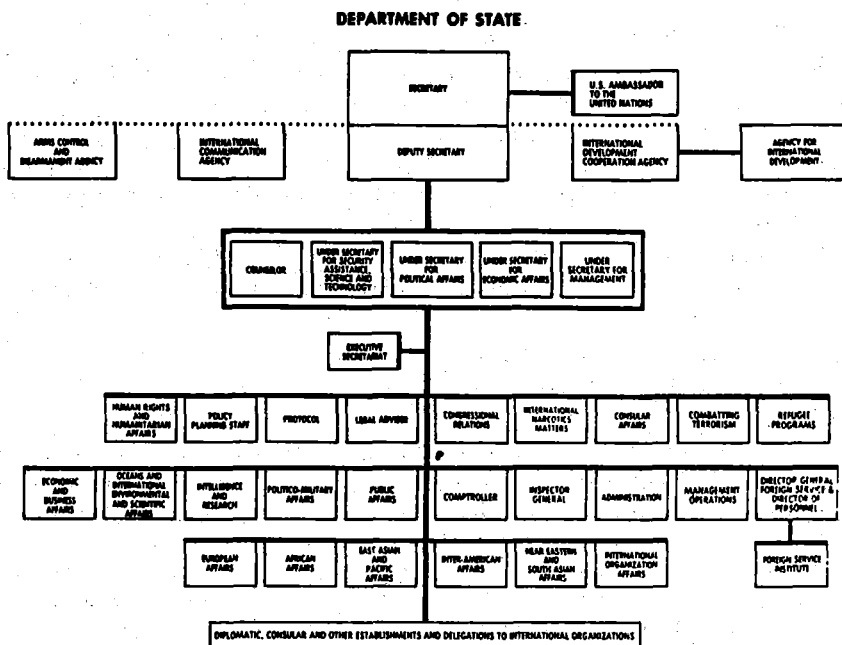 DEPARTMENT OF STATE
SECRETARY
U.S. AMBASSADOR
TO THE
UNITED NATIONS
ARMS CONTROL
AND
DISARMAMENT AGENCY
INTERNATIONAL
COMMUNICATION
AGENCY
DEPUTY SECRETARY
INTERNATIONAL
DEVELOPMENT
COOPERATION AGENCY
AGENCY FOR
INTERNATIONAL
DEVELOPMENT
COUNSELOR
UNDER SECRETARY
FOR SECURITY
ASSISTANCE,
SCIENCE AND
TECHNOLOGY
UNDER SECRETARY
FOR
POLITICAL AFFAIRS
UNDER SECRETARY
FOR
ECONOMIC AFFAIRS
UNDER
SECRETARY FOR
MANAGEMENT
EXECUTIVE
SECRETARIAT
HUMAN RIGHTS
AND
HUMANITARIAN
AFFAIRS
POLICY
PLANNING STAFF
PROTOCOL
LEGAL ADVISER
CONGRESSIONAL
RELATIONS
INTERNATIONAL
NARCOTICS
MATTERS
CONSULAR
AFFAIRS
COMBATTING
TERRORISM
REFUGEE
PROGRAMS
ECONOMIC
AND
BUSINESS
AFFAIRS
OCEANS AND
INTERNATIONAL
ENVIRONMENTAL
AND SCIENTIFIC
AFFAIRS
INTELLIGENCE
AND
RESEARCH
POLITICO-MILITARY
AFFAIRS
PUBLIC
AFFAIRS
COMPTROLLER
INSPECTOR
GENERAL
ADMINISTRATION
MANAGEMENT
OPERATIONS
DIRECTOR GENERAL
FOREIGN SERVICE &
DIRECTOR OF
PERSONNEL
EUROPEAN
AFFAIRS
AFRICAN
AFFAIRS
EAST ASIAN
AND
PACIFIC
AFFAIRS
INTER-AMERICAN
AFFAIRS
NEAR EASTERN
AND
SOUTH ASIAN
AFFAIRS
INTERNATIONAL
ORGANIZATION
AFFAIRS
FOREIGN SERVICE
INSTITUTE
DIPLOMATIC, CONSULAR AND OTHER ESTABLISHMENTS AND DELEGATIONS TO INTERNATIONAL ORGANIZATIONS